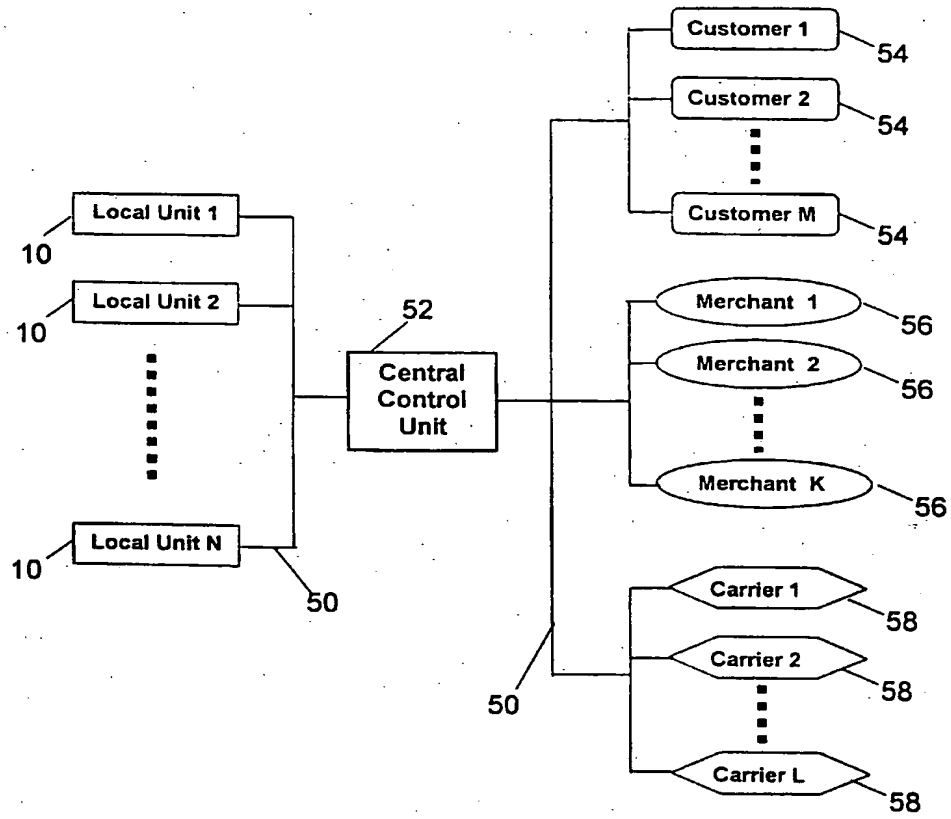 Local Unit 1
10
Local Unit 2
10
Local Unit N
10
50
52
Central
Control
Unit
Customer 1
54
Customer 2
54
Customer M
54
Merchant 1
56
Merchant 2
56
Merchant K
56
Carrier 1
58
Carrier 2
58
50
Carrier L
58